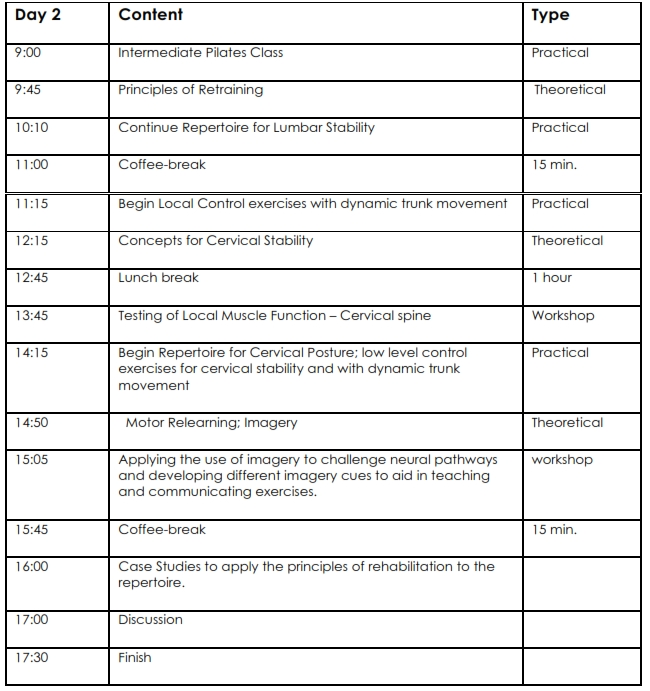 Day 2 Content Type
9:00 Intermediate Pilates Class Practical
9:45 Principles of Retraining Theoretical
10:10 Continue Repertoire for Lumbar Stability Practical
11:00 Coffee-break 15 min.
11:15 Begin Local Control exercises with dynamic trunk movement Practical
12:15 Concepts for Cervical Stability Theoretical
12:45 Lunch break 1 hour
13:45 Testing of Local Muscle Function – Cervical spine Workshop
14:15 Begin Repertoire for Cervical Posture; low level control Practical
exercises for cervical stability and with dynamic trunk
movement
14:50 Motor Relearning; Imagery Theoretical
15:05 Applying the use of imagery to challenge neural pathways workshop
and developing different imagery cues to aid in teaching
and communicating exercises.
15:45 Coffee-break 15 min.
16:00 Case Studies to apply the principles of rehabilitation to the
repertoire.
17:00 Discussion
17:30 Finish